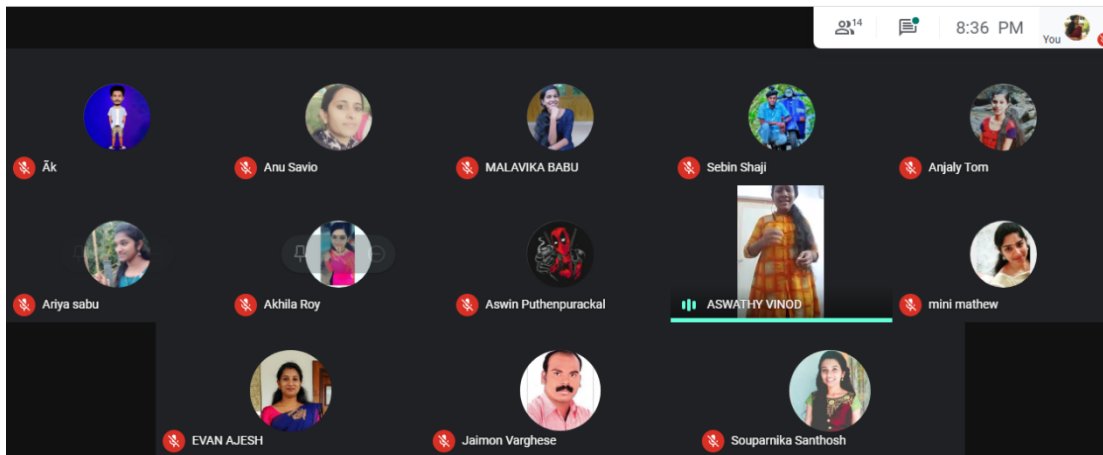 14
8:36 PM
You
Ãk
Anu Savio
MALAVIKA BABU
Sebin Shaji
Anjaly Tom
Ariya sabu
Akhila Roy
Aswin Puthenpurackal
ASWATHY VINOD
mini mathew
EVAN AJESH
Jaimon Varghese
Souparnika Santhosh